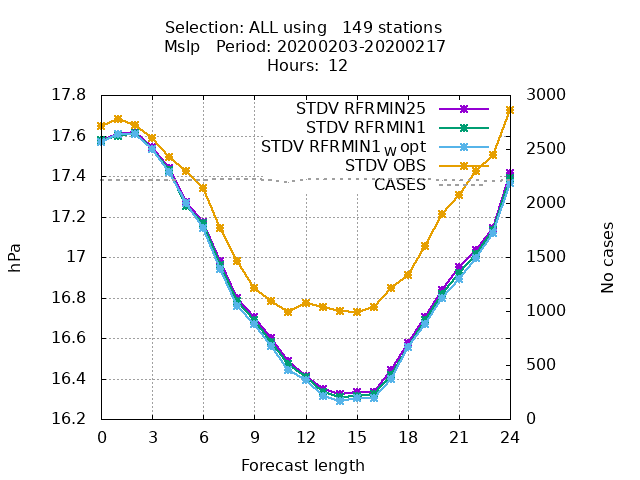 Selection: ALL using   149 stations
Mslp   Period: 20200203-20200217
Hours:  12
17.8
17.6
17.4
17.2
17
16.8
16.6
16.4
16.2
hPa
STDV RFRMIN25
STDV RFRMIN1
STDV RFRMIN1_w opt
STDV OBS
CASES
3000
2500
2000
1500
1000
500
0
No cases
0 3 6 9 12 15 18 21 24
Forecast length